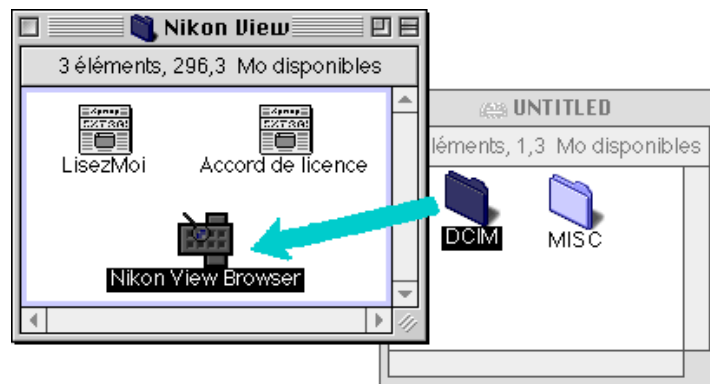 Nikon View
3 éléments, 296,3 Mo disponibles
LisezMoi
Accord de licence
Nikon View Browser
UNTITLED
léments, 1,3 Mo disponibles
DCIM
MISC